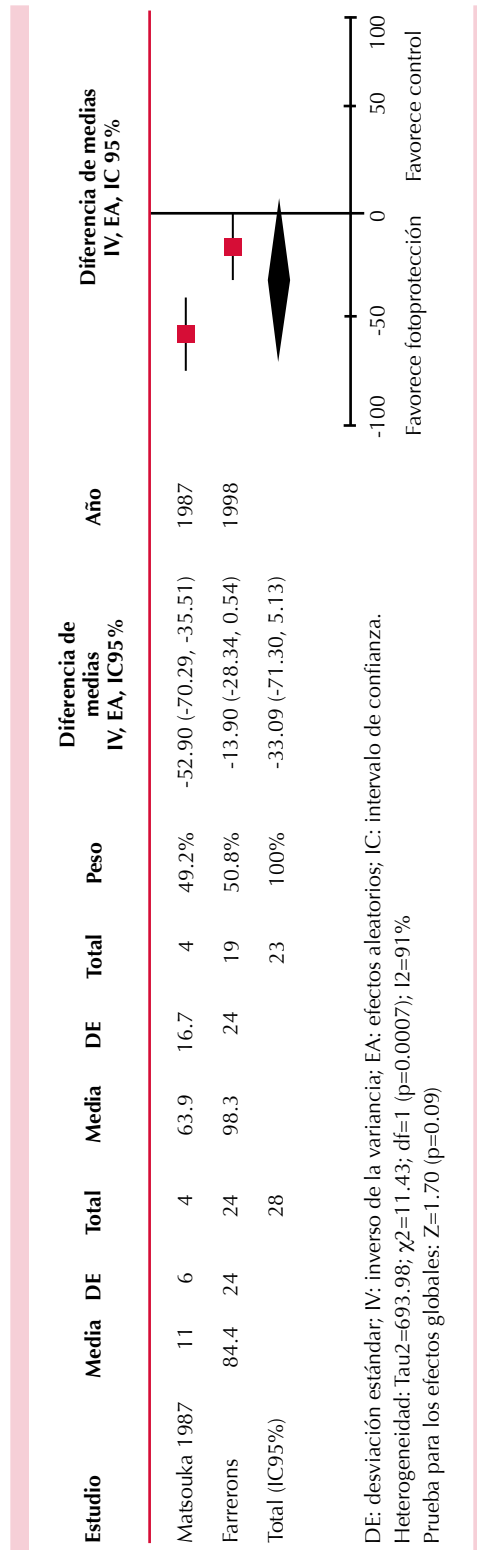 Estudio Media DE Total Media DE Total Peso Diferencia de medias IV, EA, IC95% Año Diferencia de medias IV, EA, IC 95%
Matsouka 1987 11 6 4 63.9 16.7 4 49.2% -52.90 (-70.29, -35.51) 1987
Farrerons 84.4 24 24 98.3 24 19 50.8% -13.90 (-28.34, 0.54) 1998
Total (IC95%) 28 23 100% -33.09 (-71.30, 5.13)
-100 -50 0 50 100
Favorece fotoprotección Favorece control
DE: desviación estándar; IV: inverso de la variancia; EA: efectos aleatorios; IC: intervalo de confianza.
Heterogeneidad: Tau2=693.98; χ2=11.43; df=1 (p=0.0007); I2=91%
Prueba para los efectos globales: Z=1.70 (p=0.09)